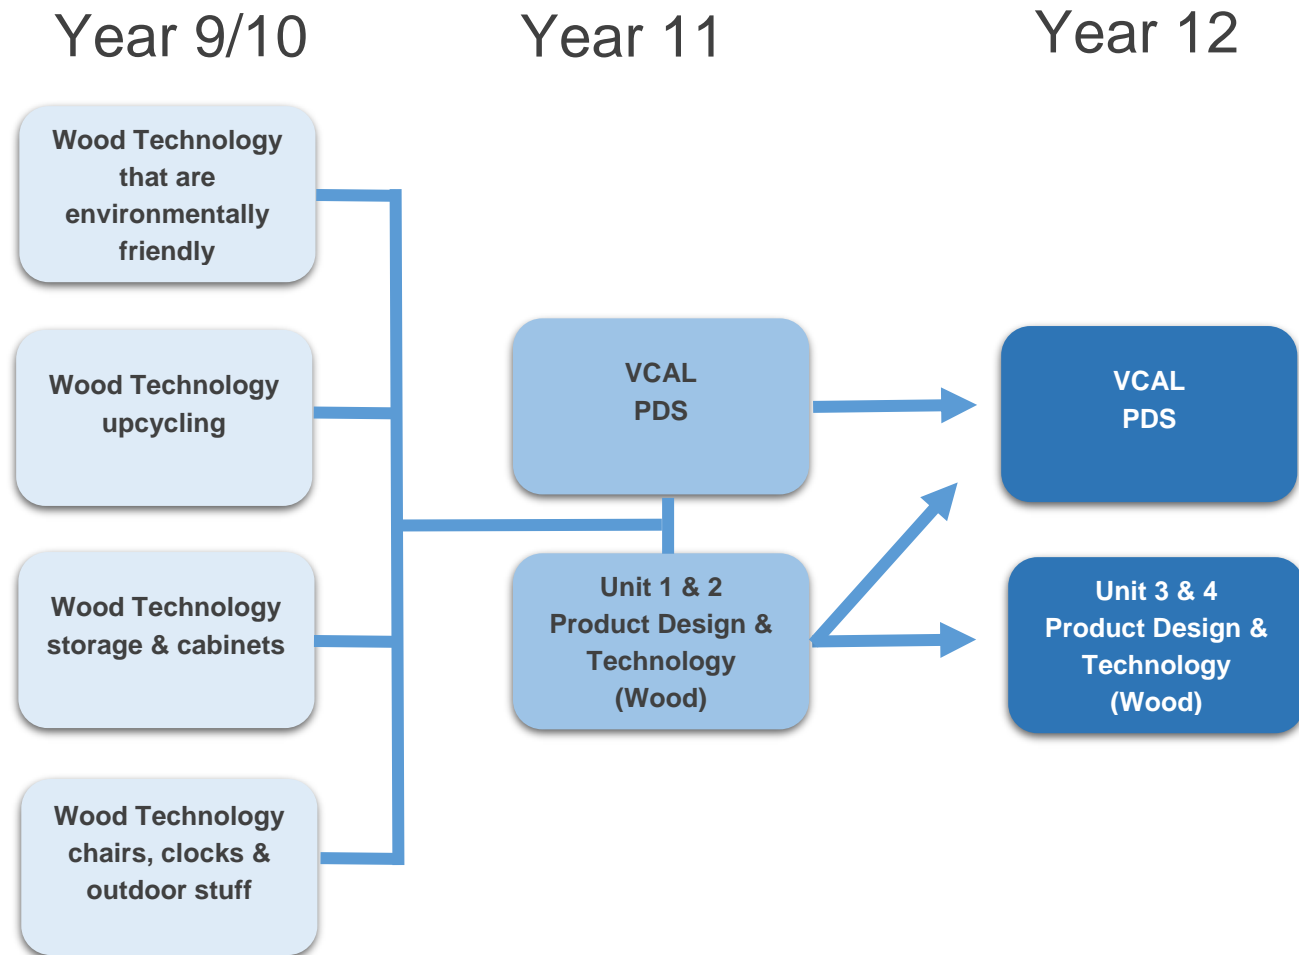 Year 9/10
Year 11
Year 12
Wood Technology
that are
environmentally
friendly
Wood Technology
upcycling
Wood Technology
storage & cabinets
Wood Technology
chairs, clocks &
outdoor stuff
VCAL
PDS
Unit 1 & 2
Product Design &
Technology
(Wood)
VCAL
PDS
Unit 3 & 4
Product Design &
Technology
(Wood)